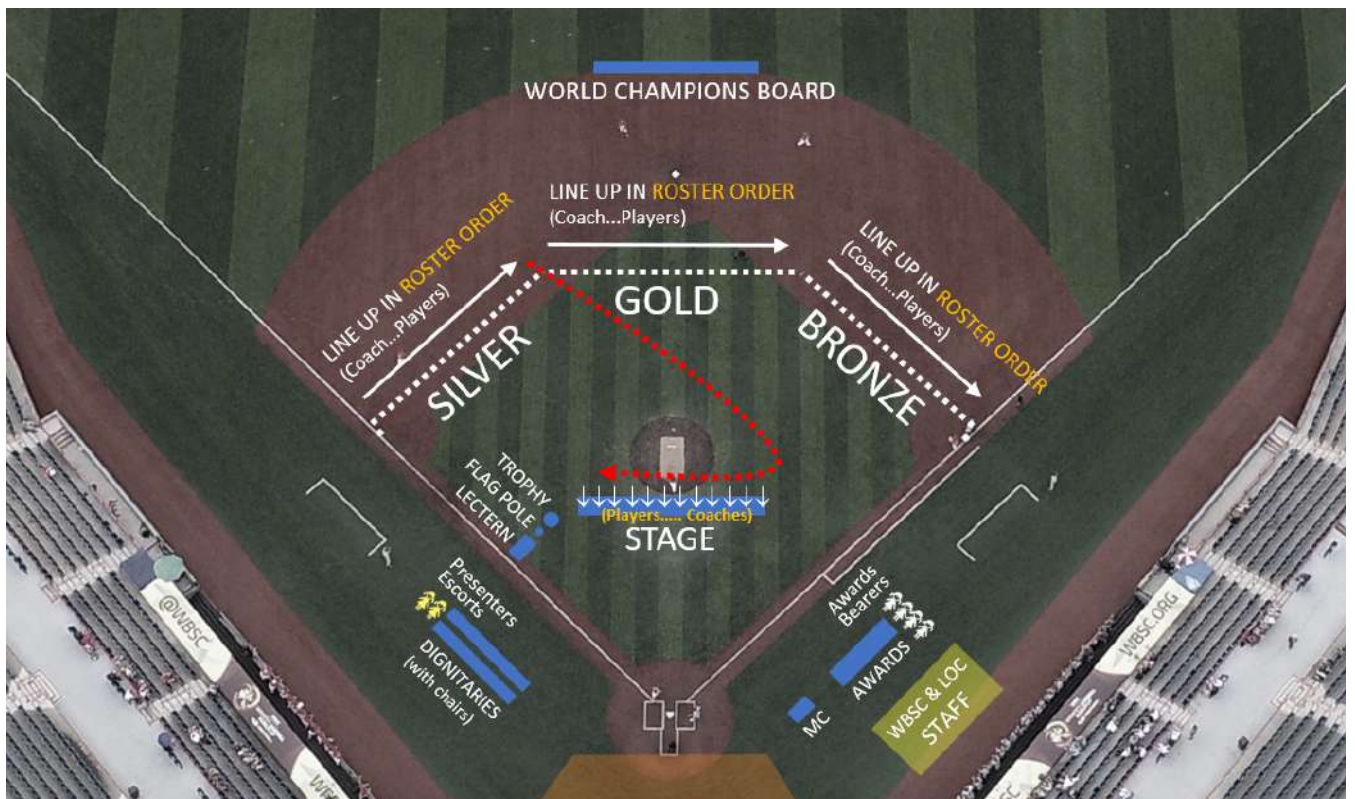 WORLD CHAMPIONS BOARD
LINE UP IN ROSTER ORDER
(Coach...Players)
LINE UP IN ROSTER ORDER
(Coach...Players)
LINE UP IN ROSTER ORDER
(Coach...Players)
GOLD
SILVER
BRONZE
TROPHY
FLAG POLE
LECTERN
(Players..... Coaches)
STAGE
Presenters
Escorts
DIGNITARIES
(with chairs)
Awards
Bearers
AWARDS
MC
WBSC & LOC
STAFF
@WBSC
WBSC.ORG